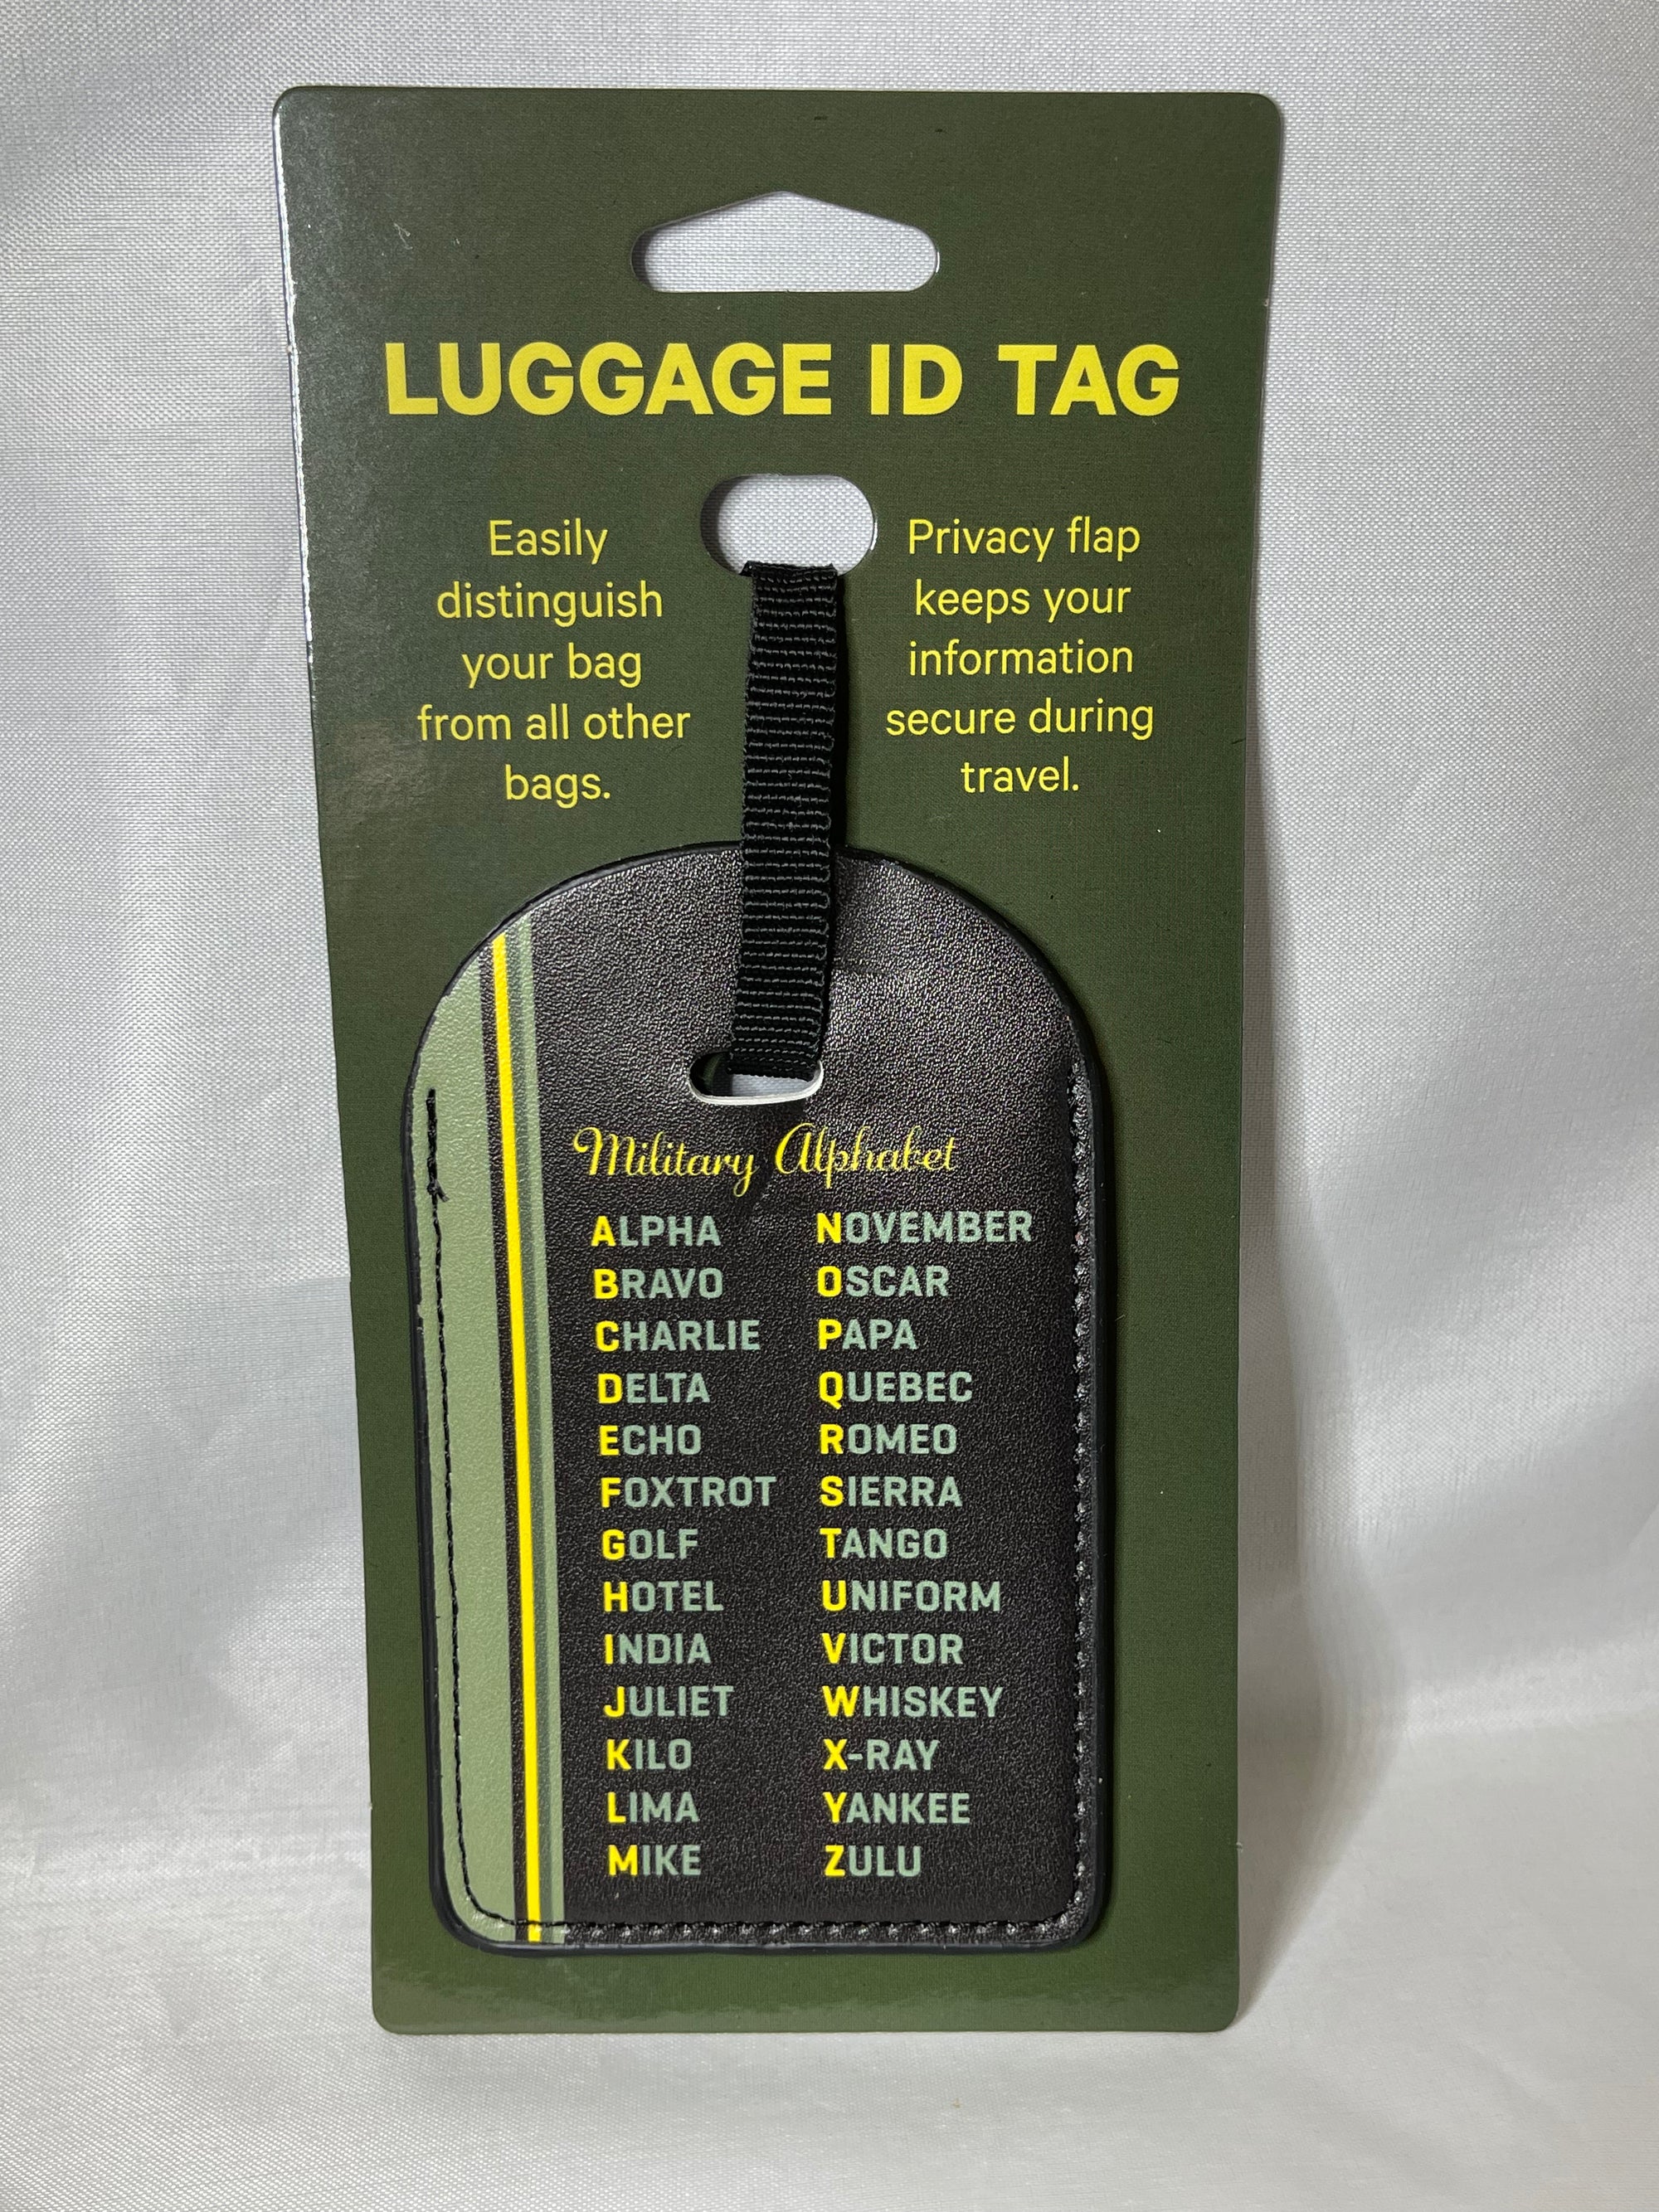 LUGGAGE ID TAG
Easily
distinguish
your bag
from all other
bags.
Privacy flap
keeps your
information
secure during
travel.
Military Alphabet
ALPHA
BRAVO
CHARLIE
DELTA
ECHO
FOXTROT
GOLF
HOTEL
INDIA
JULIET
KILO
LIMA
MIKE
NOVEMBER
OSCAR
PAPA
QUEBEC
ROMEO
SIERRA
TANGO
UNIFORM
VICTOR
WHISKEY
X-RAY
YANKEE
ZULU